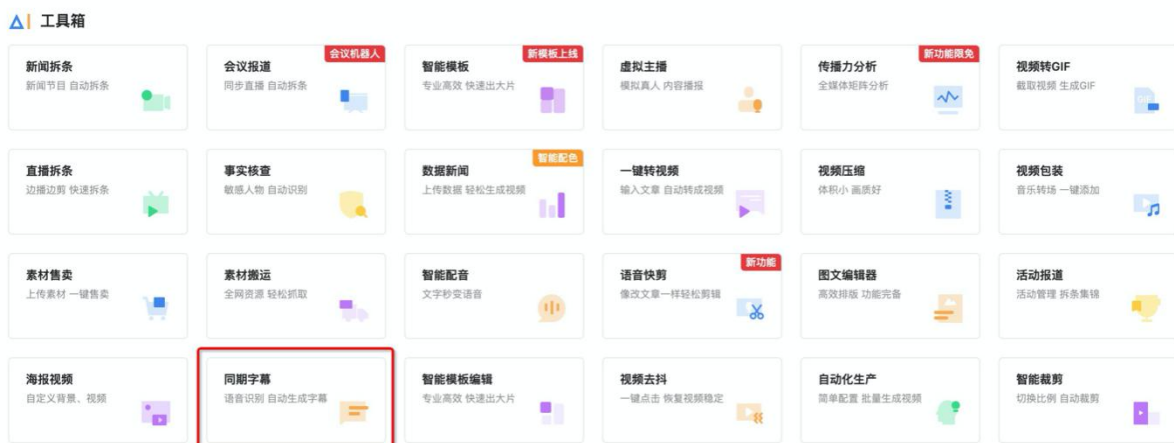 工具箱
新闻拆条
新闻节目 自动拆条
会议机器人
会议报道
同步直播 自动拆条
新模板上线
智能模板
专业高效 快速出大片
虚拟主播
模拟真人 内容播报
新功能限免
传播力分析
全媒体矩阵分析
视频转GIF
截取视频 生成GIF
GIF
直播拆条
边播边剪 快速拆条
事实核查
敏感人物 自动识别
智能配色
数据新闻
上传数据 轻松生成视频
一键转视频
输入文章 自动转成视频
视频压缩
体积小 画质好
视频包装
音乐转场 一键添加
素材售卖
上传素材 一键售卖
素材搬运
全网资源 轻松抓取
智能配音
文字秒变语音
新功能
语音快剪
像改文章一样轻松剪辑
图文编辑器
高效排版 功能完备
活动报道
活动管理 拆条集锦
海报视频
自定义背景、视频
同期字幕
语音识别 自动生成字幕
智能模板编辑
专业高效 快速出大片
视频去抖
一键点击 恢复视频稳定
自动化生产
简单配置 批量生成视频
智能裁剪
切换比例 自动裁剪